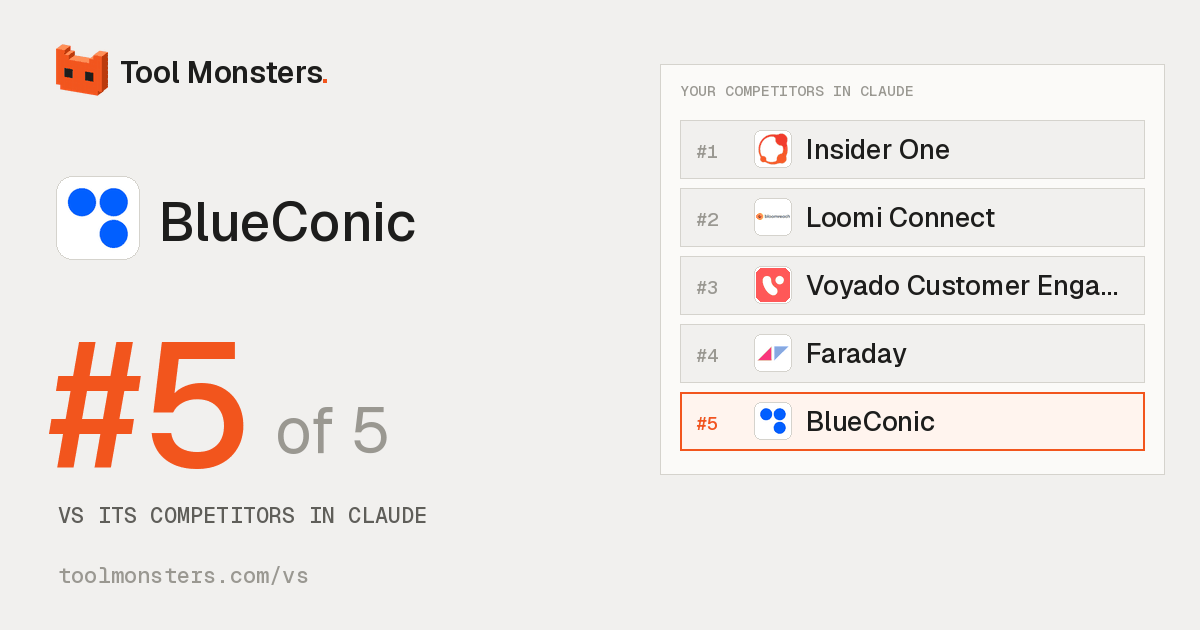 Tool Monsters.
BlueConic
#5 of 5
VS ITS COMPETITORS IN CLAUDE
toolmonsters.com/vs
YOUR COMPETITORS IN CLAUDE
#1 Insider One
#2 bloomreach Loomi Connect
#3 Voyado Customer Enga...
#4 Faraday
#5 BlueConic